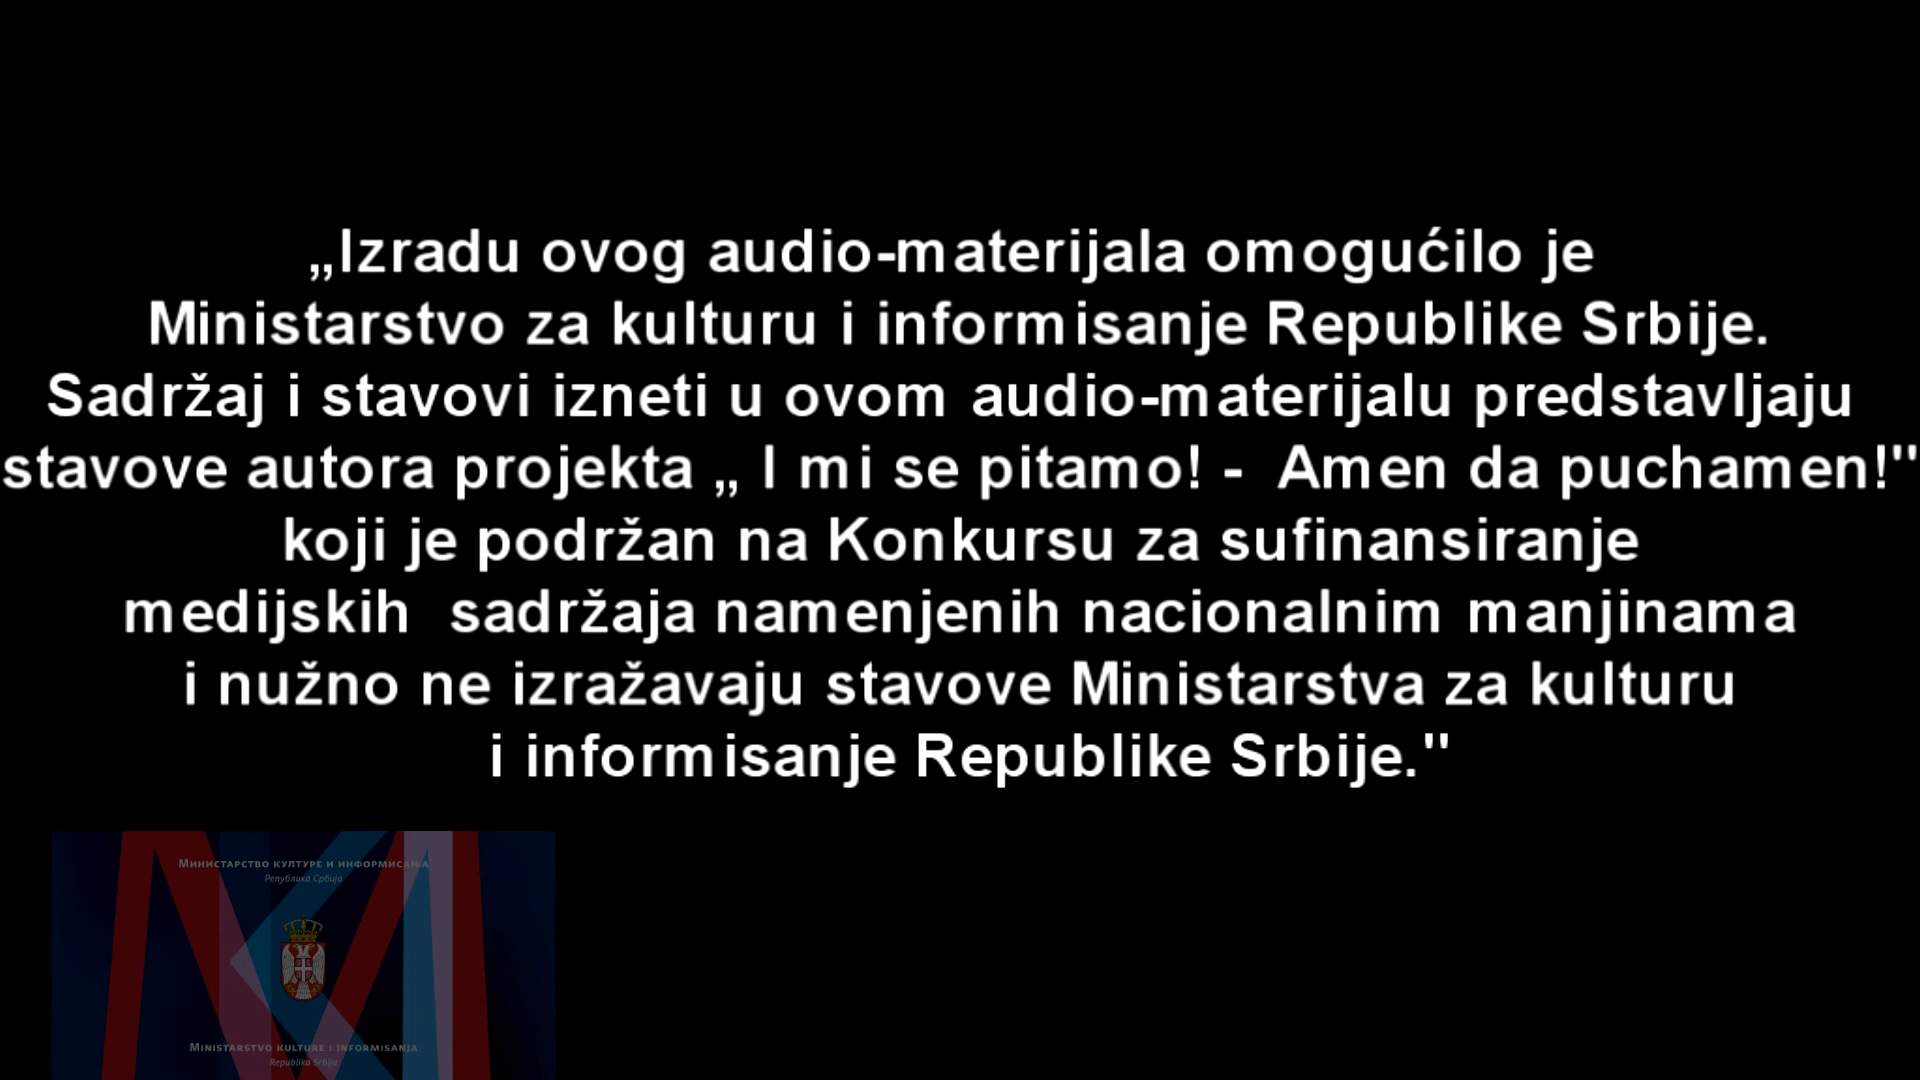 „Izradu ovog audio-materijala omogućilo je
Ministarstvo za kulturu i informisanje Republike Srbije.
Sadržaj i stavovi izneti u ovom audio-materijalu predstavljaju
stavove autora projekta „ I mi se pitamo! - Amen da puchamen!"
koji je podržan na Konkursu za sufinansiranje
medijskih sadržaja namenjenih nacionalnim manjinama
i nužno ne izražavaju stavove Ministarstva za kulturu
i informisanje Republike Srbije."
Министарство културе и информисања
Република Србија
Ministarstvo kulture i informisanja
Republika Srbija